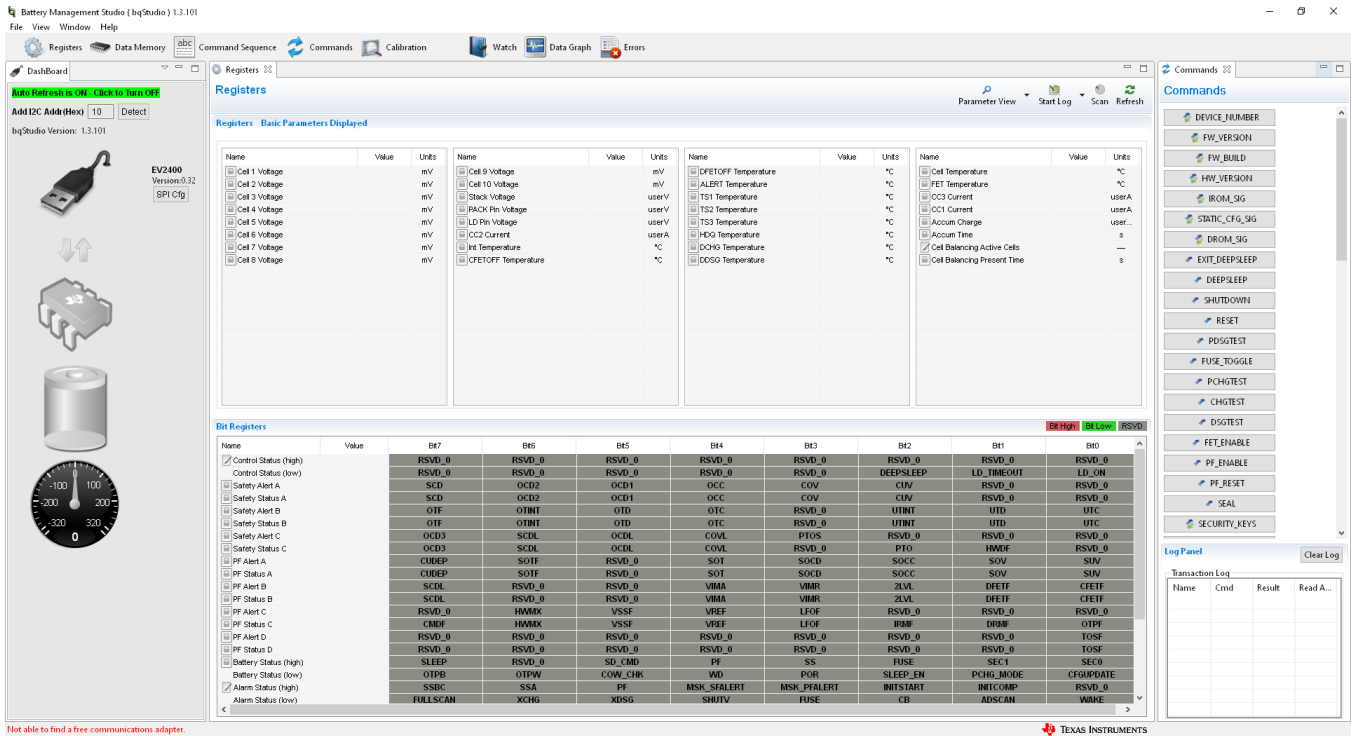 Battery Management Studio ( bqStudio ) 1.3.101
File View Window Help
Registers Data Memory abc Command Sequence Commands Calibration Watch Data Graph Errors
DashBoard
Auto Refresh is ON - Click to Turn OFF
Add I2C Addr(Hex) 10 Detect
bqStudio Version: 1.3.101
EV2400
Version:0.32
SPI Cfg
-100 0 100
-200 200
-320 320
0
Registers
Registers
Parameter View Start Log Scan Refresh
Registers Basic Parameters Displayed
Name Value Units
Cell 1 Voltage mV
Cell 2 Voltage mV
Cell 3 Voltage mV
Cell 4 Voltage mV
Cell 5 Voltage mV
Cell 6 Voltage mV
Cell 7 Voltage mV
Cell 8 Voltage mV
Name Value Units
Cell 9 Voltage mV
Cell 10 Voltage mV
Stack Voltage userV
PACK Pin Voltage userV
LD Pin Voltage userV
CC2 Current userA
Int Temperature °C
CFETOFF Temperature °C
Name Value Units
DFETOFF Temperature °C
ALERT Temperature °C
TS1 Temperature °C
TS2 Temperature °C
TS3 Temperature °C
HDQ Temperature °C
DCHG Temperature °C
DDSG Temperature °C
Name Value Units
Cell Temperature °C
FET Temperature °C
CC3 Current userA
CC1 Current userA
Accum Charge user...
Accum Time s
Cell Balancing Active Cells —
Cell Balancing Present Time s
Bit Registers Bit High Bit Low RSVD
Name Value Bit7 Bit6 Bit5 Bit4 Bit3 Bit2 Bit1 Bit0
Control Status (high) RSVD_0 RSVD_0 RSVD_0 RSVD_0 RSVD_0 RSVD_0 RSVD_0 RSVD_0
Control Status (low) RSVD_0 RSVD_0 RSVD_0 RSVD_0 RSVD_0 DEEPSLEEP LD_TIMEOUT LD_ON
Safety Alert A SCD OCD2 OCD1 OCC COV CUV RSVD_0 RSVD_0
Safety Status A SCD OCD2 OCD1 OCC COV CUV RSVD_0 RSVD_0
Safety Alert B OTF OTINT OTD OTC RSVD_0 UTINT UTD UTC
Safety Status B OTF OTINT OTD OTC RSVD_0 UTINT UTD UTC
Safety Alert C OCD3 SCDL OCDL COVL PTOS RSVD_0 RSVD_0 RSVD_0
Safety Status C OCD3 SCDL OCDL COVL RSVD_0 PTO HWDF RSVD_0
PF Alert A CUDEP SOTF RSVD_0 SOT SOCD SOCC SOV SUV
PF Status A CUDEP SOTF RSVD_0 SOT SOCD SOCC SOV SUV
PF Alert B SCDL RSVD_0 RSVD_0 VIMA VIMR 2LVL DFETF CFETF
PF Status B SCDL RSVD_0 RSVD_0 VIMA VIMR 2LVL DFETF CFETF
PF Alert C RSVD_0 HWMX VSSF VREF LFOF RSVD_0 RSVD_0 RSVD_0
PF Status C CMDF HWMX VSSF VREF LFOF IRMF DRMF OTPF
PF Alert D RSVD_0 RSVD_0 RSVD_0 RSVD_0 RSVD_0 RSVD_0 RSVD_0 TOSF
PF Status D RSVD_0 RSVD_0 RSVD_0 RSVD_0 RSVD_0 RSVD_0 RSVD_0 TOSF
Battery Status (high) SLEEP RSVD_0 SD_CMD PF SS FUSE SEC1 SEC0
Battery Status (low) OTPB OTPW COW_CHK WD POR SLEEP_EN PCHG_MODE CFGUPDATE
Alarm Status (high) SSBC SSA PF MSK_SFALERT MSK_PFALERT INITSTART INITCOMP RSVD_0
Alarm Status (low) FULLSCAN XCHG XDSG SHUTV FUSE CB ADSCAN WAKE
Commands
Commands
DEVICE_NUMBER
FW_VERSION
FW_BUILD
HW_VERSION
IROM_SIG
STATIC_CFG_SIG
DROM_SIG
EXIT_DEEPSLEEP
DEEPSLEEP
SHUTDOWN
RESET
PDSGTEST
FUSE_TOGGLE
PCHGTEST
CHGTEST
DSGTEST
FET_ENABLE
PF_ENABLE
PF_RESET
SEAL
SECURITY_KEYS
Log Panel Clear Log
Transaction Log
Name Cmd Result Read A...
Not able to find a free communications adapter.
TEXAS INSTRUMENTS